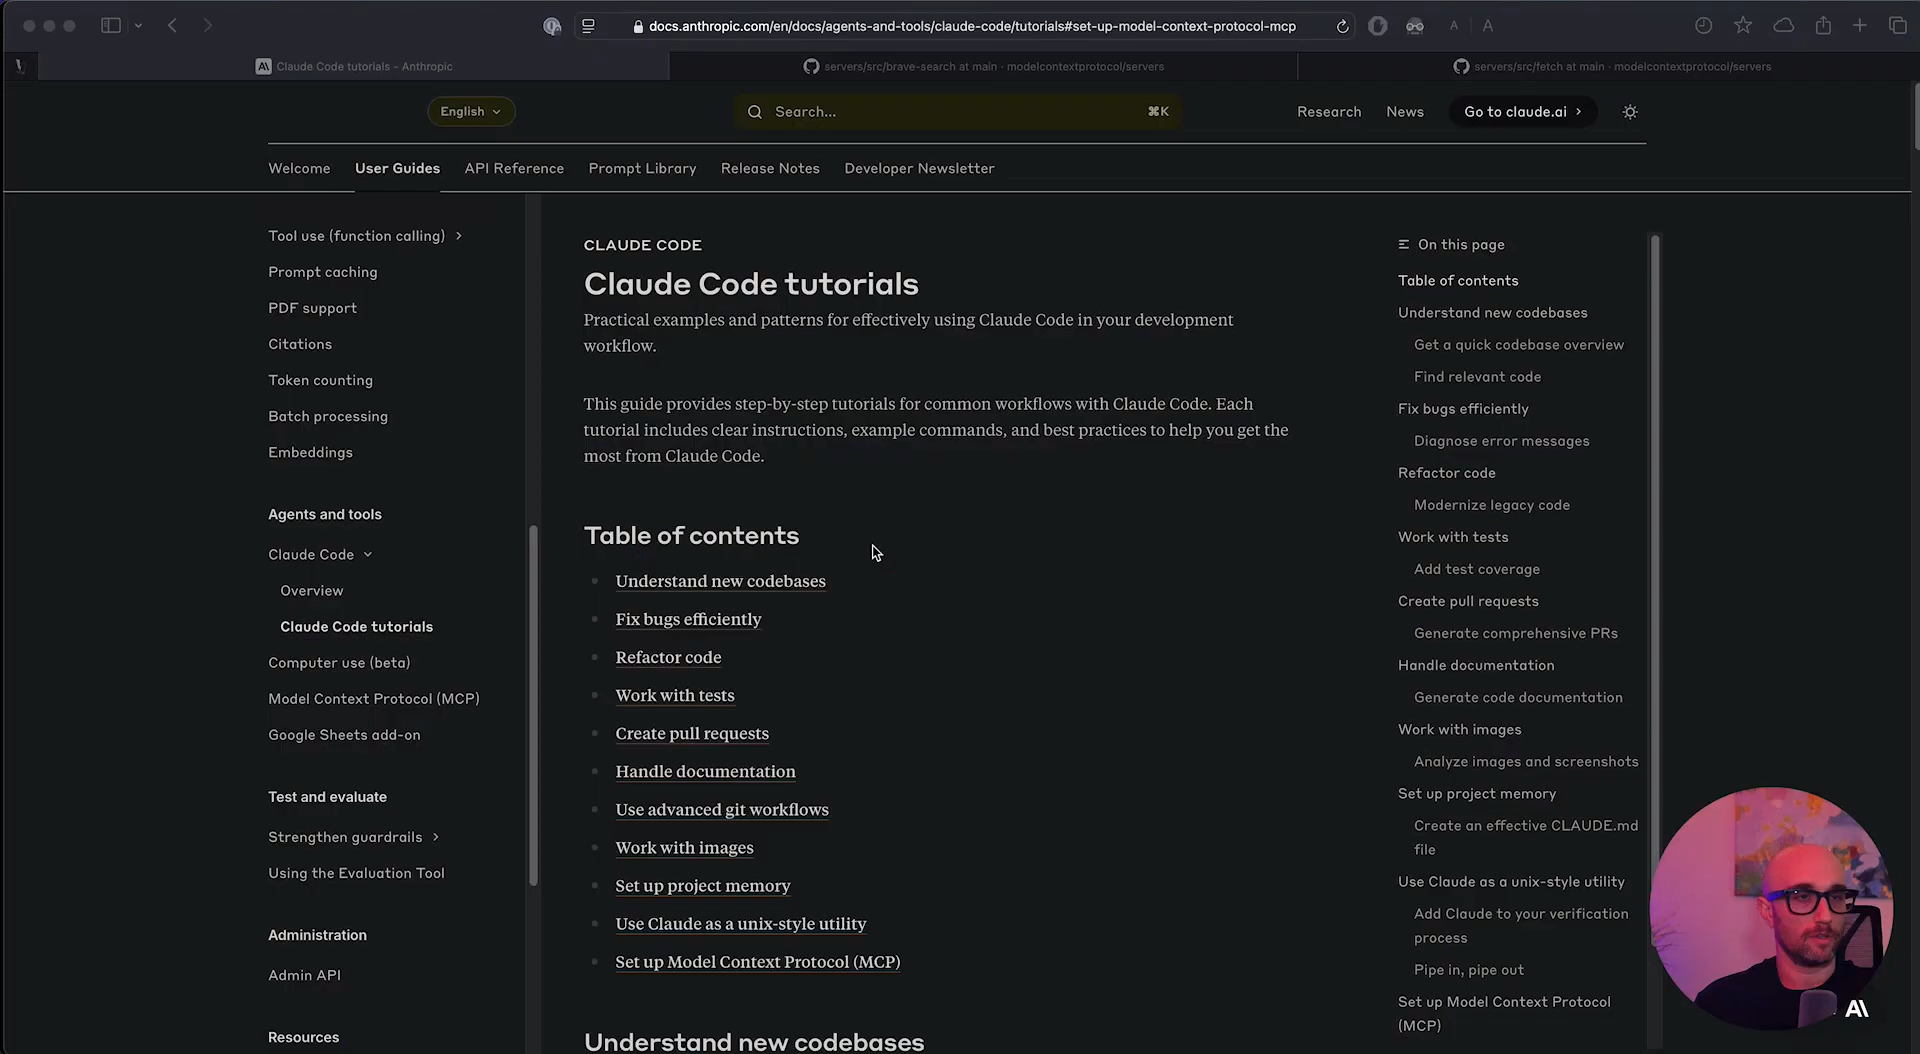 docs.anthropic.com/en/docs/agents-and-tools/claude-code/tutorials#set-up-model-context-protocol-mcp
A A
Claude Code tutorials - Anthropic
servers/src/brave-search at main · modelcontextprotocol/servers
servers/src/fetch at main · modelcontextprotocol/servers
English
Search...
⌘K
Research
News
Go to claude.ai
Welcome
User Guides
API Reference
Prompt Library
Release Notes
Developer Newsletter
Tool use (function calling)
Prompt caching
PDF support
Citations
Token counting
Batch processing
Embeddings
Agents and tools
Claude Code
Overview
Claude Code tutorials
Computer use (beta)
Model Context Protocol (MCP)
Google Sheets add-on
Test and evaluate
Strengthen guardrails
Using the Evaluation Tool
Administration
Admin API
Resources
CLAUDE CODE
Claude Code tutorials
Practical examples and patterns for effectively using Claude Code in your development
workflow.
This guide provides step-by-step tutorials for common workflows with Claude Code. Each
tutorial includes clear instructions, example commands, and best practices to help you get the
most from Claude Code.
Table of contents
Understand new codebases
Fix bugs efficiently
Refactor code
Work with tests
Create pull requests
Handle documentation
Use advanced git workflows
Work with images
Set up project memory
Use Claude as a unix-style utility
Set up Model Context Protocol (MCP)
Understand new codebases
On this page
Table of contents
Understand new codebases
Get a quick codebase overview
Find relevant code
Fix bugs efficiently
Diagnose error messages
Refactor code
Modernize legacy code
Work with tests
Add test coverage
Create pull requests
Generate comprehensive PRs
Handle documentation
Generate code documentation
Work with images
Analyze images and screenshots
Set up project memory
Create an effective CLAUDE.md
file
Use Claude as a unix-style utility
Add Claude to your verification
process
Pipe in, pipe out
Set up Model Context Protocol
(MCP)
A\